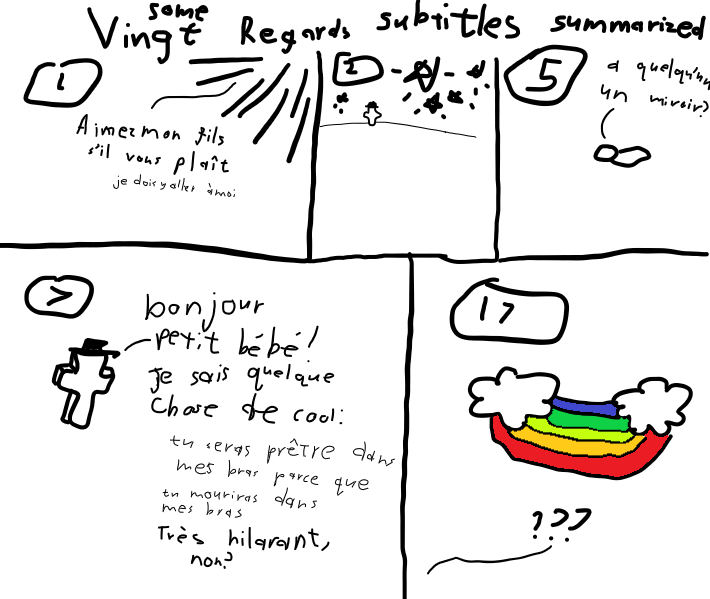 Vingt some Regards subtitles summarized
1
Aimez mon fils
s'il vous plaît
je dois y aller à moi
2
5
à quelqu'un
un miroir?
7
bonjour
petit bébé!
je sais quelque
chose de cool:
tu seras prêtre dans
mes bras parce que
tu mouriras dans
mes bras
Très hilarant,
non?
17
???